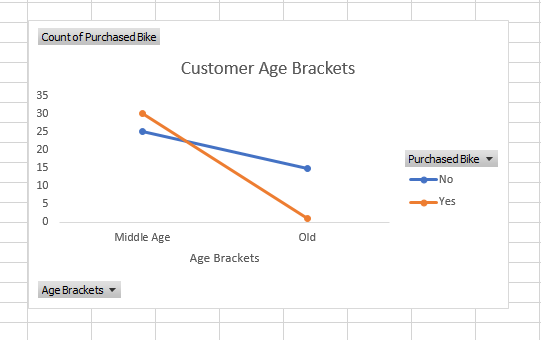 Count of Purchased Bike
Customer Age Brackets
35
30
25
20
15
10
5
0
Middle Age
Old
Age Brackets
Purchased Bike
No
Yes
Age Brackets